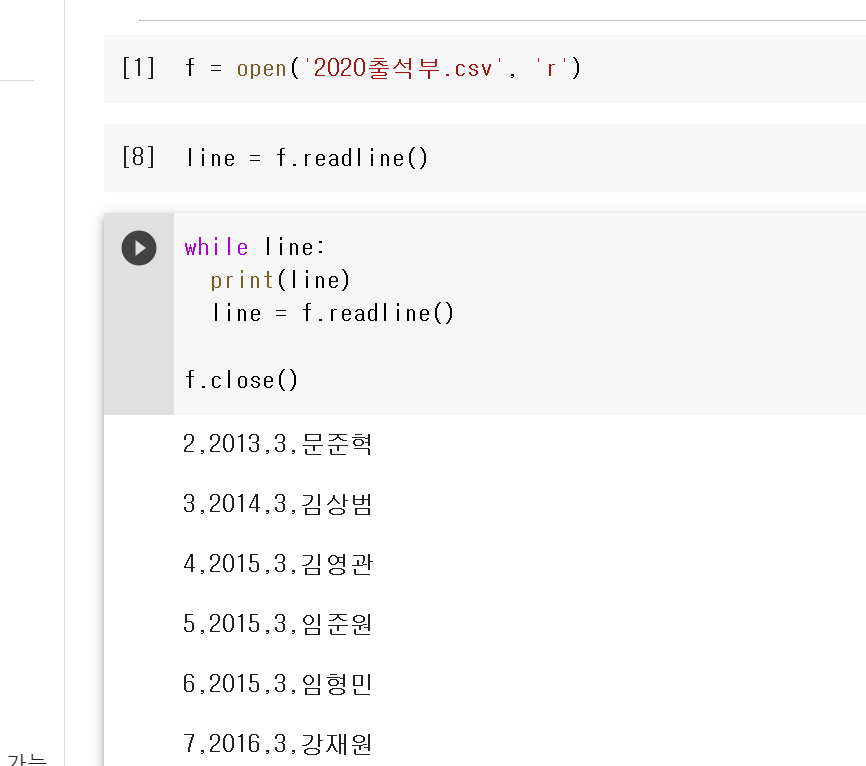 [1] f = open('2020출석부.csv', 'r')
[8] line = f.readline()
while line:
  print(line)
  line = f.readline()
f.close()
2,2013,3,문준혁
3,2014,3,김상범
4,2015,3,김영관
5,2015,3,임준원
6,2015,3,임형민
7,2016,3,강재원
가능